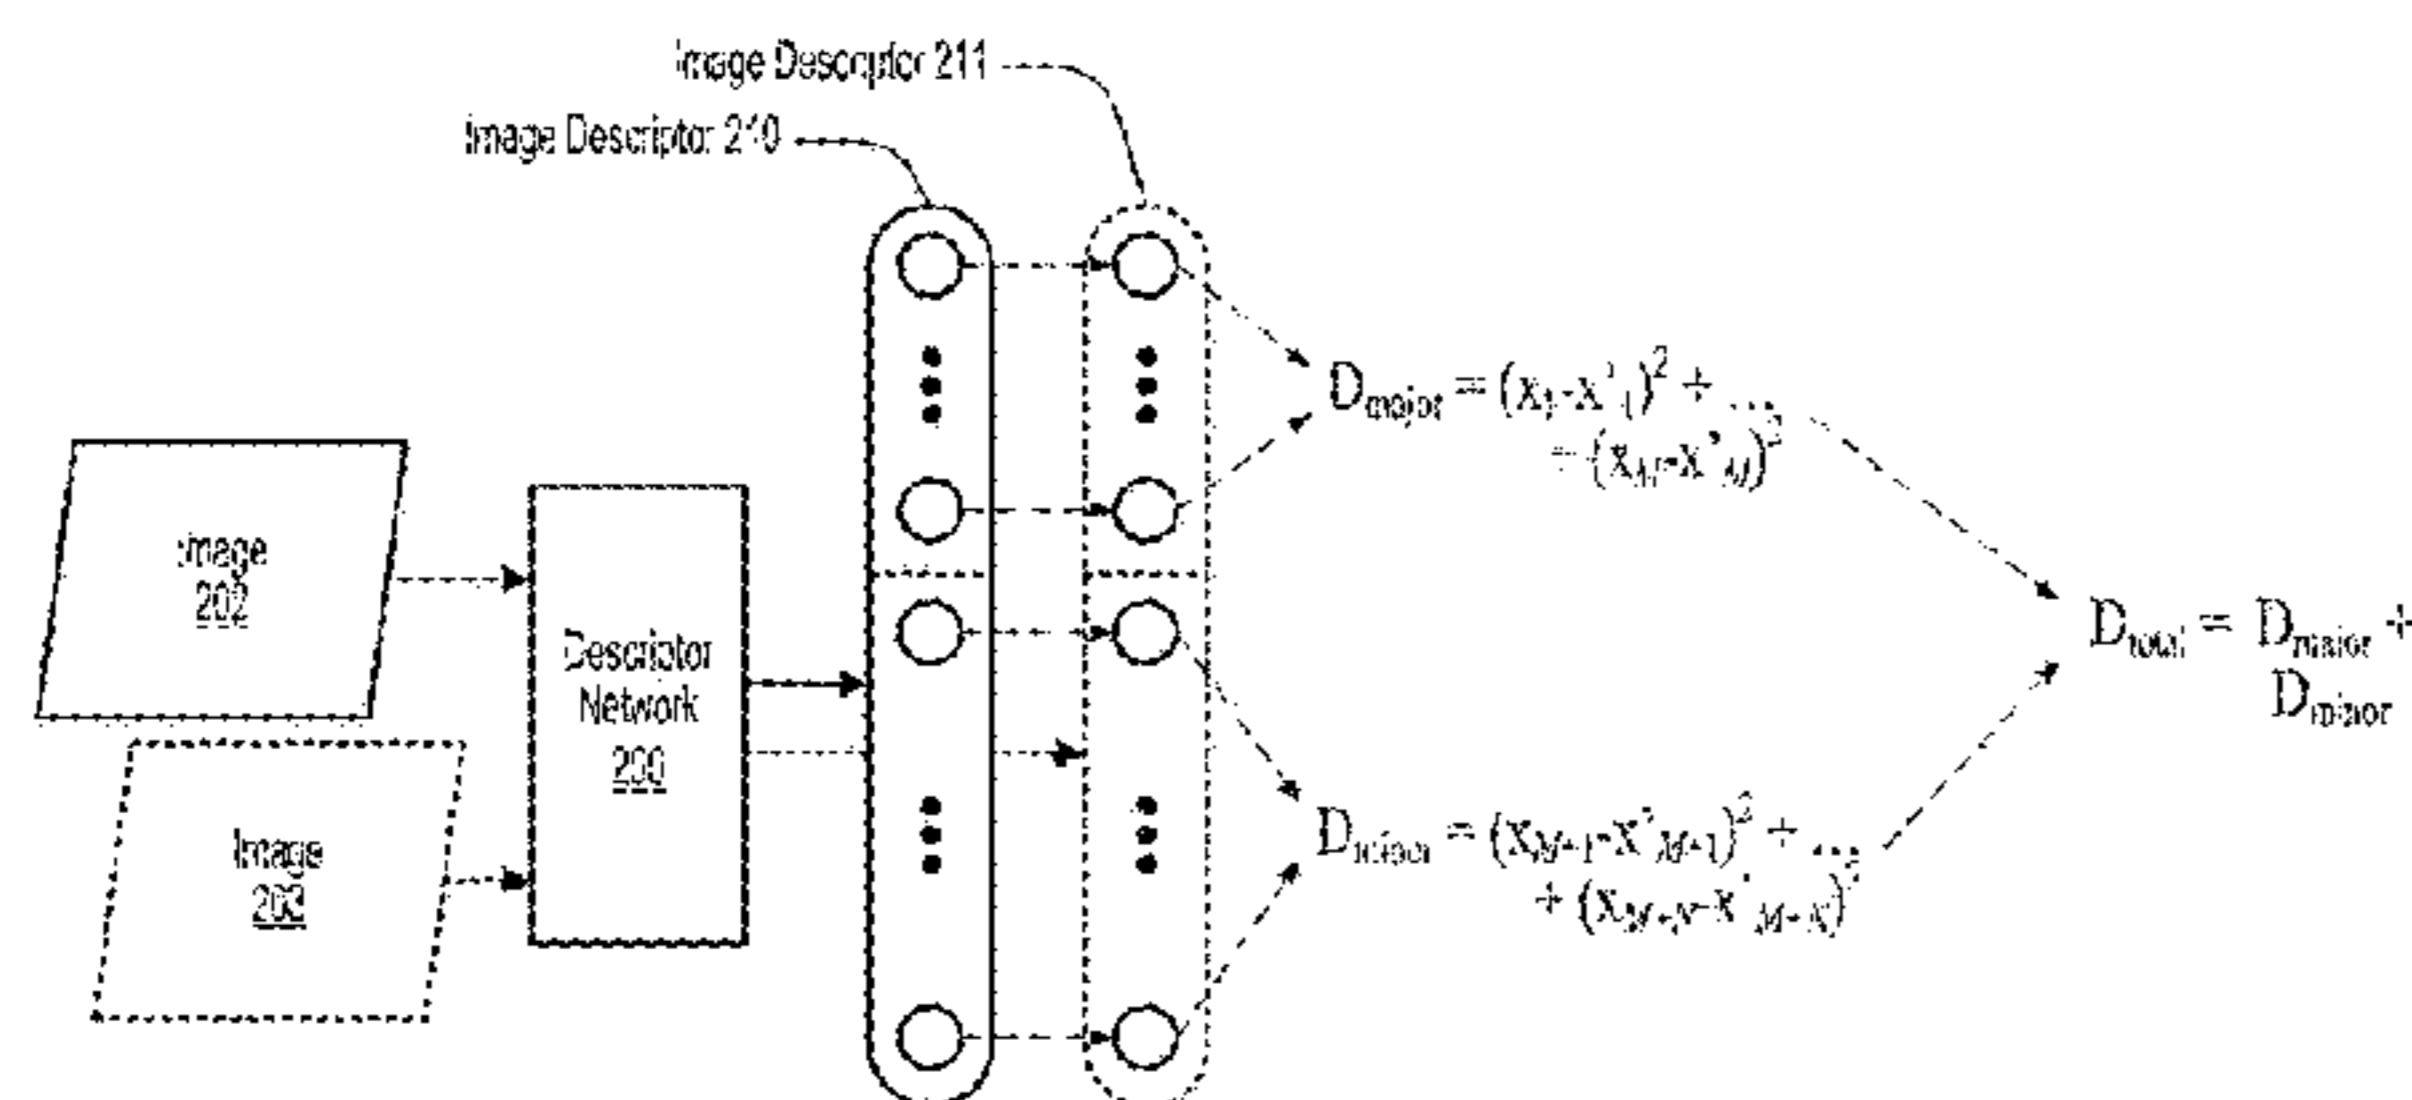 Image Descriptor 211
Image Descriptor 210
Image
202
Descriptor
Network
200
Image
203
D_major = (x_1-x'_1)^2 + ...
+ (x_M-x'_M)^2
D_minor = (x_M+1-x'_M+1)^2 + ...
+ (x_M+N-x'_M+N)^2
D_total = D_major +
D_minor